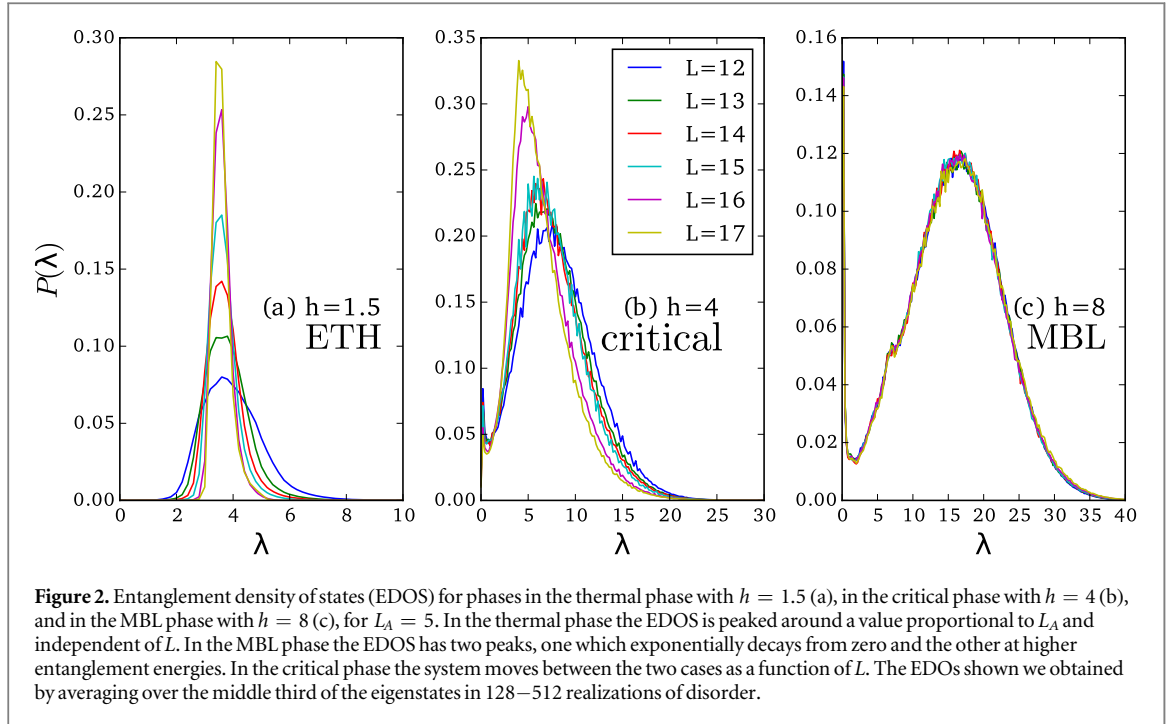 0.30
0.25
0.20
0.15
0.10
0.05
0.00
P(λ)
0 2 4 6 8 10
λ
(a) h=1.5
ETH
0.35
0.30
0.25
0.20
0.15
0.10
0.05
0.00
0 5 10 15 20 25 30
λ
L=12
L=13
L=14
L=15
L=16
L=17
(b) h=4
critical
0.16
0.14
0.12
0.10
0.08
0.06
0.04
0.02
0.00
0 5 10 15 20 25 30 35 40
λ
(c) h=8
MBL
Figure 2. Entanglement density of states (EDOS) for phases in the thermal phase with h = 1.5 (a), in the critical phase with h = 4 (b),
and in the MBL phase with h = 8 (c), for L_A = 5. In the thermal phase the EDOS is peaked around a value proportional to L_A and
independent of L. In the MBL phase the EDOS has two peaks, one which exponentially decays from zero and the other at higher
entanglement energies. In the critical phase the system moves between the two cases as a function of L. The EDOs shown we obtained
by averaging over the middle third of the eigenstates in 128−512 realizations of disorder.